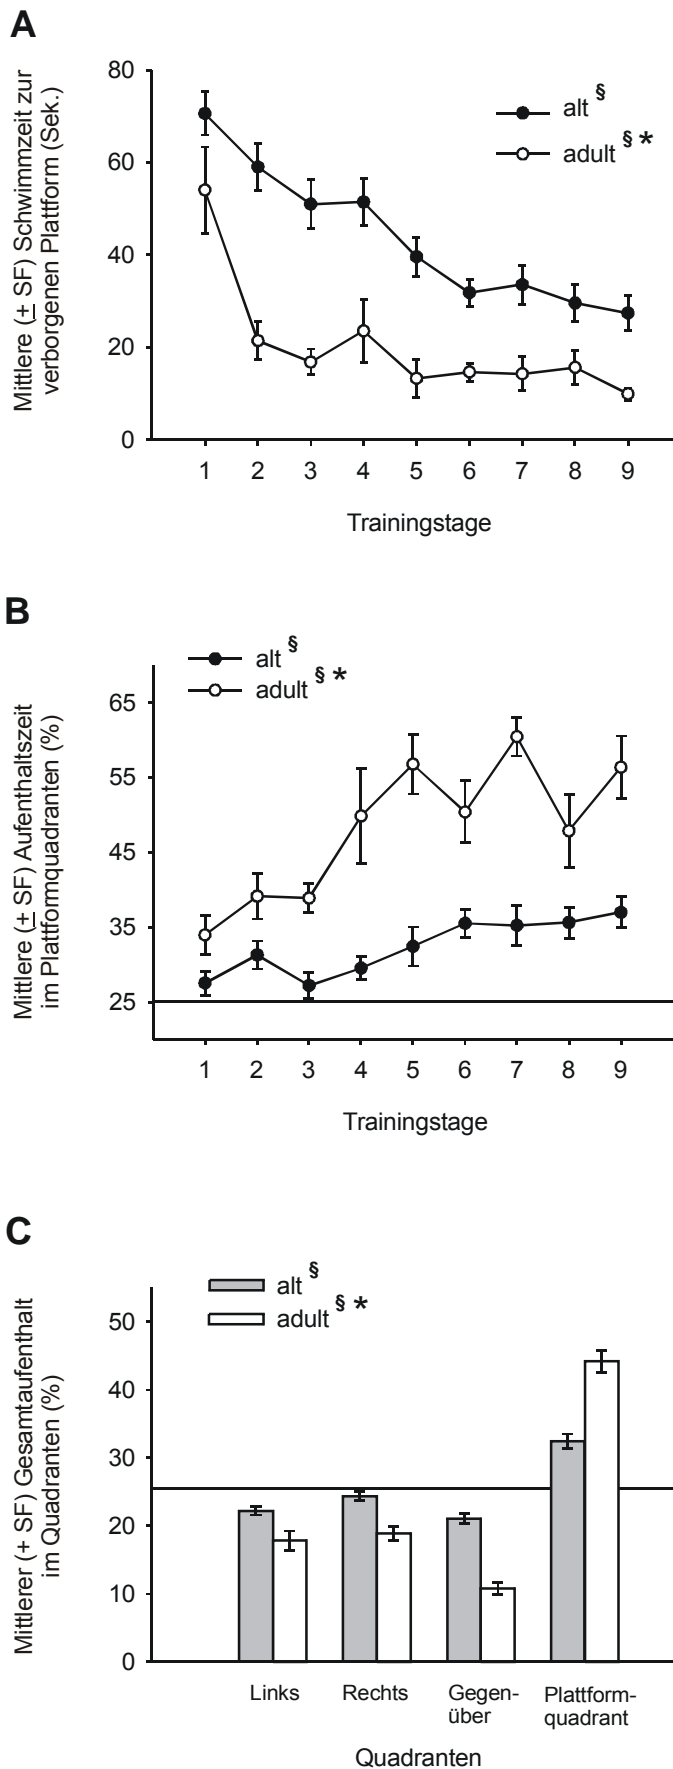 A
Mittlere (± SF) Schwimmzeit zur
verborgenen Plattform (Sek.)
80
60
40
20
0
alt §
adult § *
1 2 3 4 5 6 7 8 9
Trainingstage
B
Mittlere (± SF) Aufenthaltszeit
im Plattformquadranten (%)
alt §
adult § *
65
55
45
35
25
1 2 3 4 5 6 7 8 9
Trainingstage
C
Mittlerer (+ SF) Gesamtaufenthalt
im Quadranten (%)
alt §
adult § *
50
40
30
20
10
0
Links Rechts Gegen- Plattform-
über quadrant
Quadranten